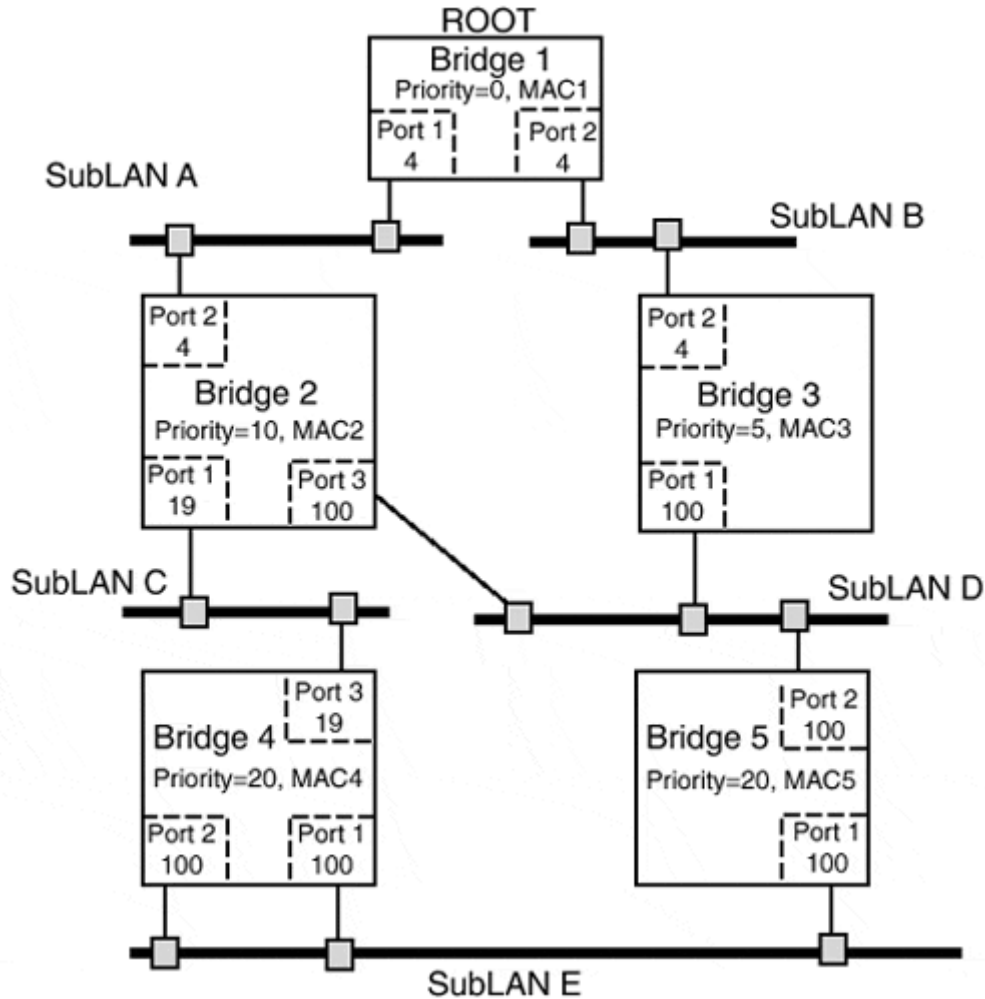 ROOT
Bridge 1
Priority=0, MAC1
Port 1
4
Port 2
4
SubLAN A
SubLAN B
Port 2
4
Bridge 2
Priority=10, MAC2
Port 1
19
Port 3
100
Port 2
4
Bridge 3
Priority=5, MAC3
Port 1
100
SubLAN C
SubLAN D
Port 3
19
Bridge 4
Priority=20, MAC4
Port 2
100
Port 1
100
Port 2
100
Bridge 5
Priority=20, MAC5
Port 1
100
SubLAN E